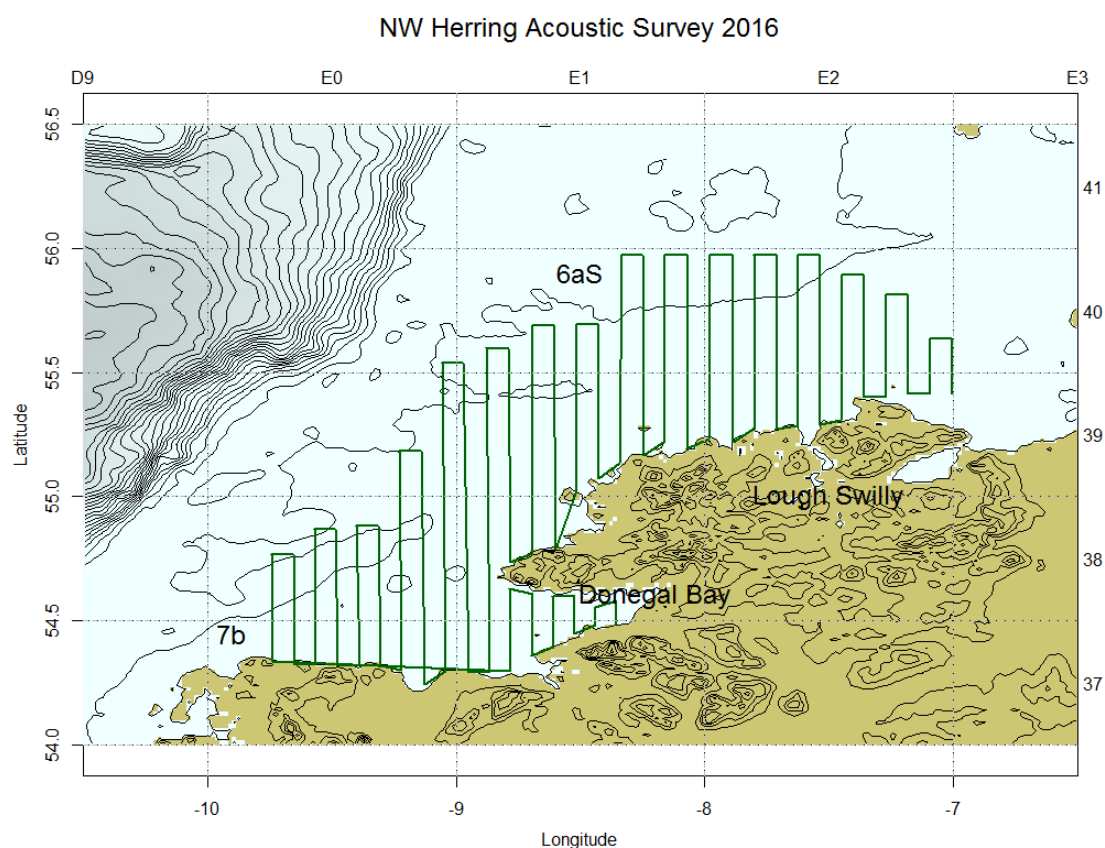 NW Herring Acoustic Survey 2016
D9 E0 E1 E2 E3
56.5
41
56.0
6aS
40
55.5
Latitude
39
55.0
Lough Swilly
38
Donegal Bay
54.5
7b
37
54.0
-10 -9 -8 -7
Longitude